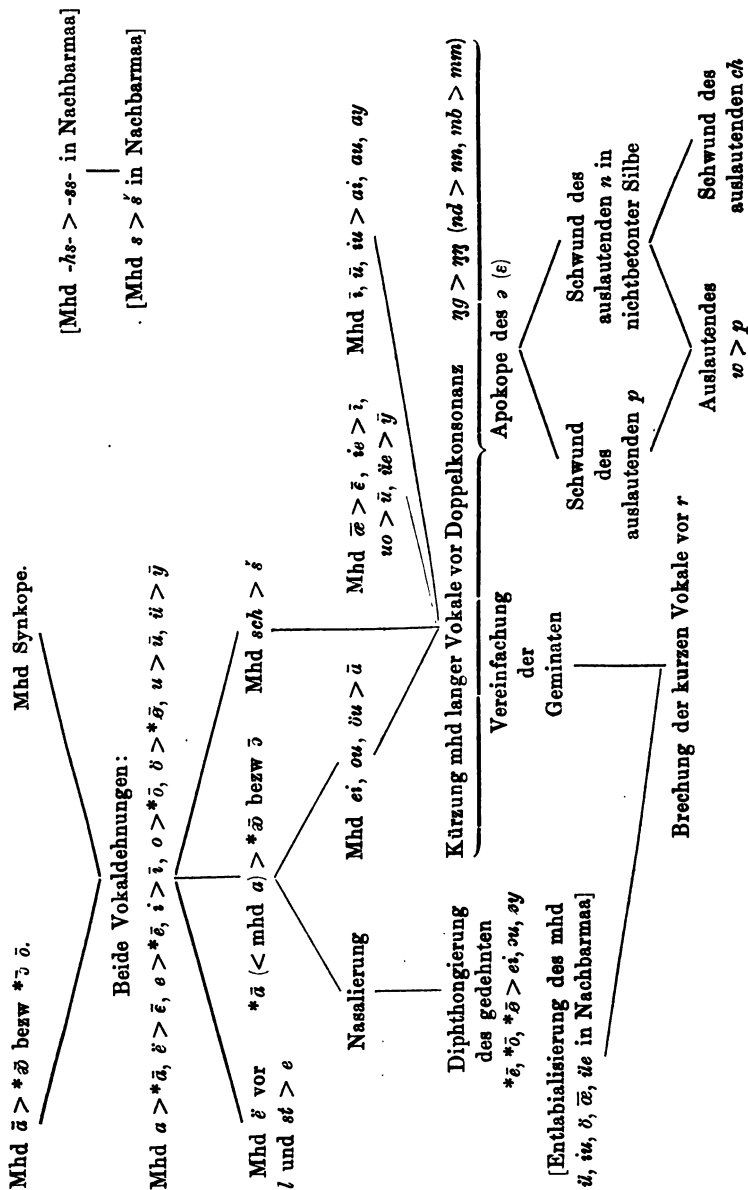 Mhd ā > *ǣ̆ bezw *ɔ̄ ō.
Mhd Synkope.
[Mhd -hs- > -ss- in Nachbarmaa]
[Mhd s > š in Nachbarmaa]
Beide Vokaldehnungen:
Mhd a > *ā, ë > ɛ̄, e > *ē, i > ī, o > *ō, ö > *ø̄, u > ū, ü > ȳ
Mhd ë vor
l und st > e
*ā (< mhd a) > *ǣ̆ bezw ɔ̄
Mhd sch > š
Nasalierung
Mhd ei, ou, öu > ā
Mhd ǣ > ɛ̄, ie > ī,
uo > ū, üe > ȳ
Mhd ī, ū, iu > ai, au, ay
Diphthongierung
des gedehnten
*ē, *ō, *ø̄ > ei, ou, øy
Kürzung mhd langer Vokale vor Doppelkonsonanz
ŋg > ŋŋ (nd > nn, mb > mm)
[Entlabialisierung des mhd
ü, iu, ö, ǣ, üe in Nachbarmaa]
Vereinfachung
der
Geminaten
Apokope des ə (ɛ)
Schwund
des
auslautenden p
Schwund des
auslautenden n in
nichtbetonter Silbe
Brechung der kurzen Vokale vor r
Auslautendes
w > p
Schwund des
auslautenden ch